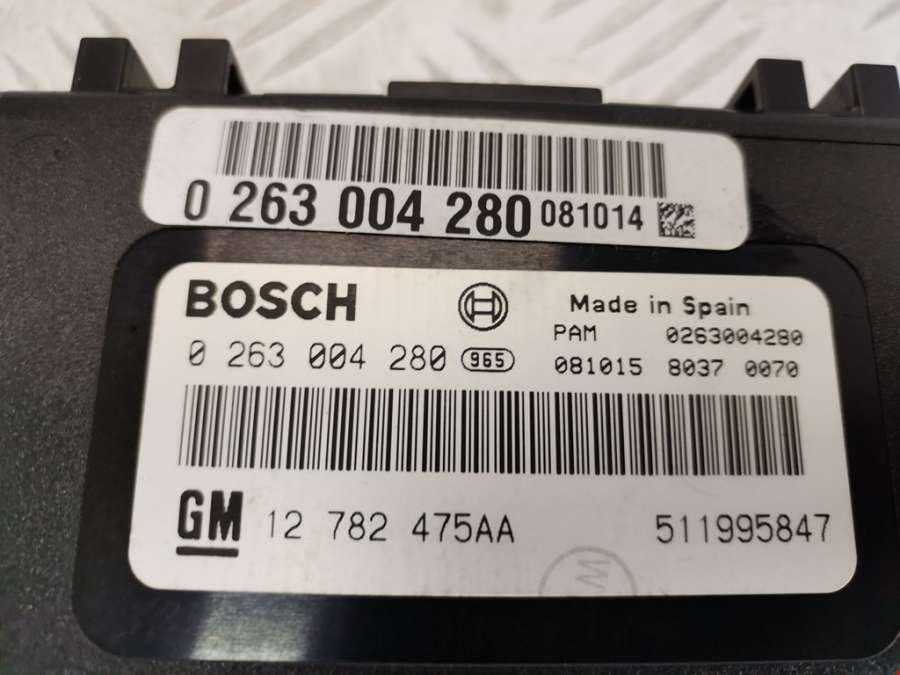 0 263 004 280 081014
BOSCH
Made in Spain
0 263 004 280 965
PAM 0263004280
081015 8037 0070
GM 12 782 475AA 511995847
W